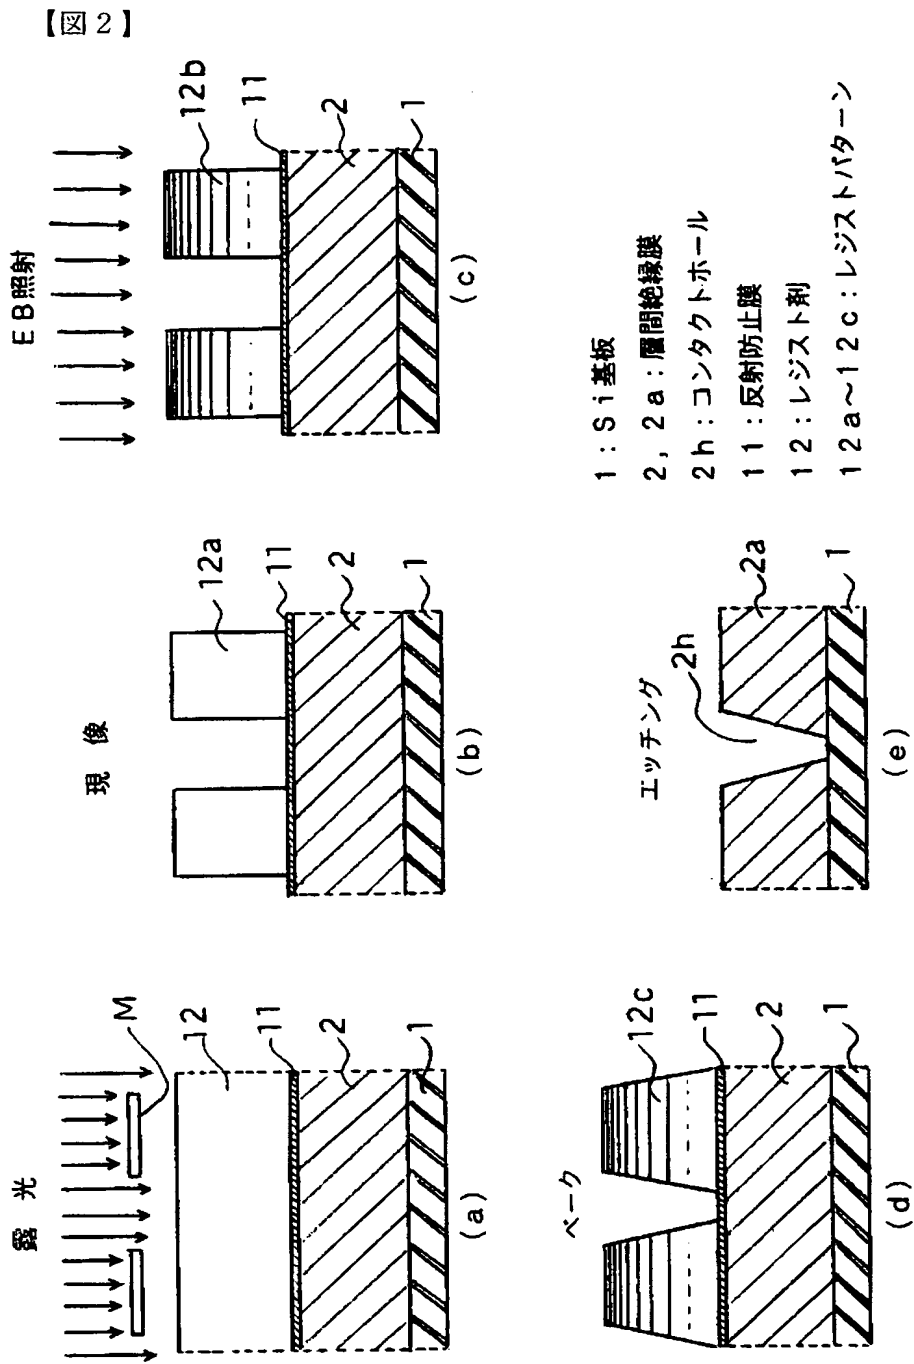 【図２】
露 光
M
12
11
2
1
(a)
現 像
12a
11
2
1
(b)
EB照射
12b
11
2
1
(c)
ベーク
12c
11
2
1
(d)
エッチング
2h
2a
1
(e)
1：Si基板
2，2a：層間絶縁膜
2h：コンタクトホール
11：反射防止膜
12：レジスト剤
12a～12c：レジストパターン